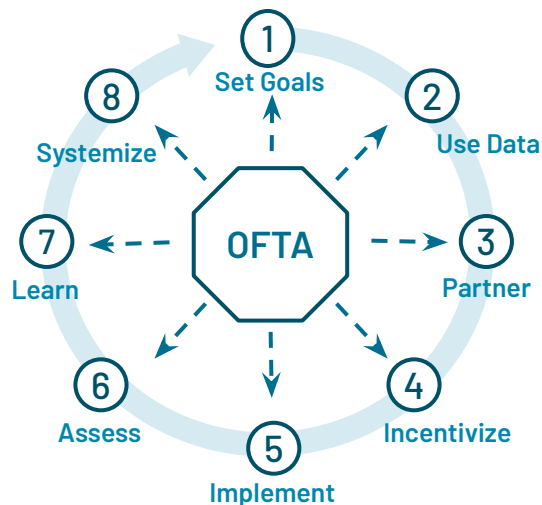 1
Set Goals
2
Use Data
3
Partner
4
Incentivize
5
Implement
6
Assess
7
Learn
8
Systemize
OFTA